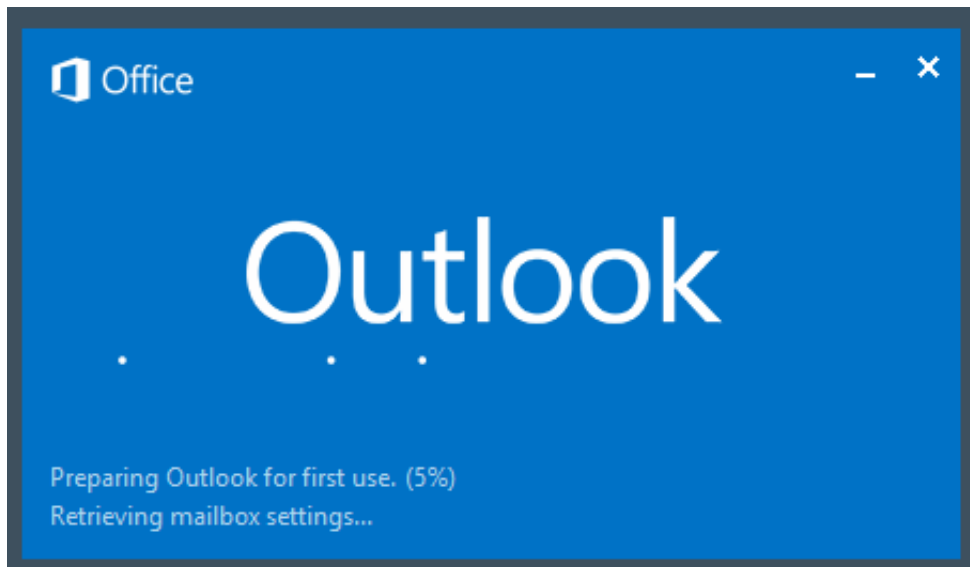 Office
Outlook
Preparing Outlook for first use. (5%)
Retrieving mailbox settings...